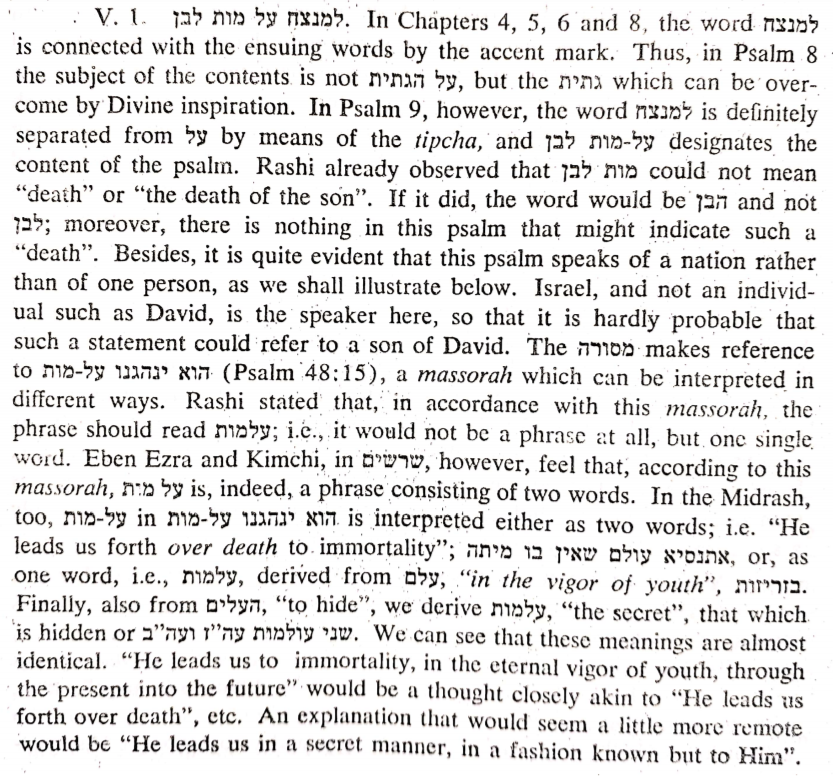 V. 1. למנצח על מות לבן. In Chapters 4, 5, 6 and 8, the word למנצח
is connected with the ensuing words by the accent mark. Thus, in Psalm 8
the subject of the contents is not על הגתית, but the גתית which can be over-
come by Divine inspiration. In Psalm 9, however, the word למנצח is definitely
separated from על by means of the tipcha, and על-מות לבן designates the
content of the psalm. Rashi already observed that מות לבן could not mean
“death” or “the death of the son”. If it did, the word would be הבן and not
לבן; moreover, there is nothing in this psalm that might indicate such a
“death”. Besides, it is quite evident that this psalm speaks of a nation rather
than of one person, as we shall illustrate below. Israel, and not an individ-
ual such as David, is the speaker here, so that it is hardly probable that
such a statement could refer to a son of David. The מסורה makes reference
to הוא ינהגנו על-מות (Psalm 48:15), a massorah which can be interpreted in
different ways. Rashi stated that, in accordance with this massorah, the
phrase should read עלמות; i.e., it would not be a phrase at all, but one single
word. Eben Ezra and Kimchi, in שרשים, however, feel that, according to this
massorah, על מות is, indeed, a phrase consisting of two words. In the Midrash,
too, על-מות in הוא ינהגנו על-מות is interpreted either as two words; i.e. “He
leads us forth over death to immortality”; אתנסיא עולם שאין בו מיתה, or, as
one word, i.e., עלמות, derived from עלם, “in the vigor of youth”, בזריזות.
Finally, also from העלים, “to hide”, we derive עלמות, “the secret”, that which
is hidden or שני עולמות עה”ז ועה”ב. We can see that these meanings are almost
identical. “He leads us to immortality, in the eternal vigor of youth, through
the present into the future” would be a thought closely akin to “He leads us
forth over death”, etc. An explanation that would seem a little more remote
would be “He leads us in a secret manner, in a fashion known but to Him”.